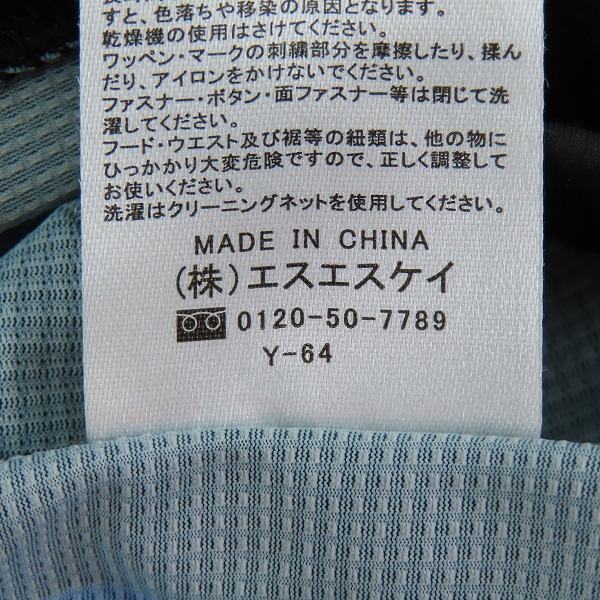 すと、色落ちや移染の原因となります。
乾燥機の使用はさけてください。
ワッペン・マークの刺繍部分を摩擦したり、揉ん
だり、アイロンをかけないでください。
ファスナー・ボタン・面ファスナー等は閉じて洗
濯してください。
フード・ウエスト及び裾等の紐類は、他の物に
ひっかかり大変危険ですので、正しく調整して
お使いください。
洗濯はクリーニングネットを使用してください。
MADE IN CHINA
(株)エスエスケイ
0120-50-7789
Y-64